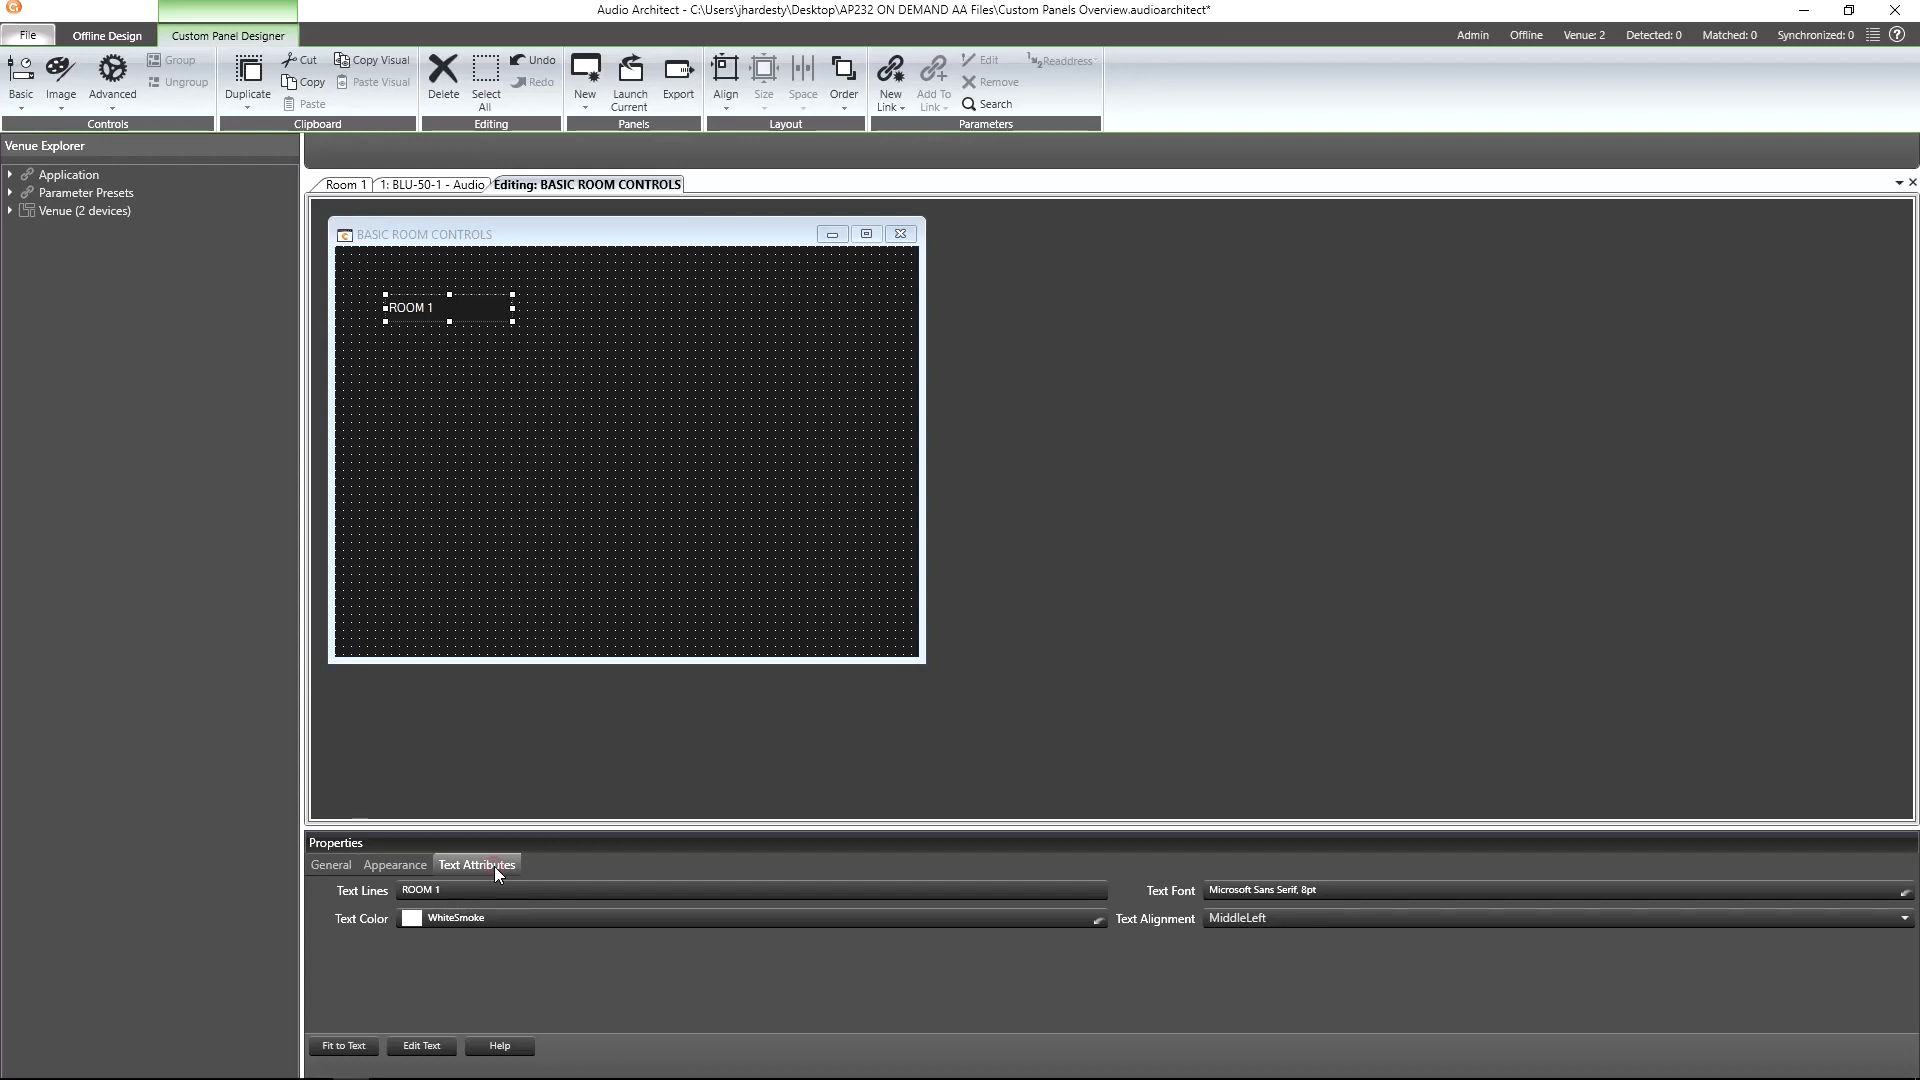 Audio Architect - C:\Users\jhardesty\Desktop\AP232 ON DEMAND AA Files\Custom Panels Overview.audioarchitect*
File Offline Design Custom Panel Designer Admin Offline Venue: 2 Detected: 0 Matched: 0 Synchronized: 0
Basic Image Advanced Group Ungroup
Controls
Duplicate Cut Copy Paste Copy Visual Paste Visual
Clipboard
Delete Select All Undo Redo
Editing
New Launch Current Export
Panels
Align Size Space Order
Layout
New Link Add To Link Edit Remove Search Readdress
Parameters
Venue Explorer
Application
Parameter Presets
Venue (2 devices)
Room 1 1: BLU-50-1 - Audio Editing: BASIC ROOM CONTROLS
BASIC ROOM CONTROLS
ROOM 1
Properties
General Appearance Text Attributes
Text Lines ROOM 1 Text Font Microsoft Sans Serif, 8pt
Text Color WhiteSmoke Text Alignment MiddleLeft
Fit to Text Edit Text Help